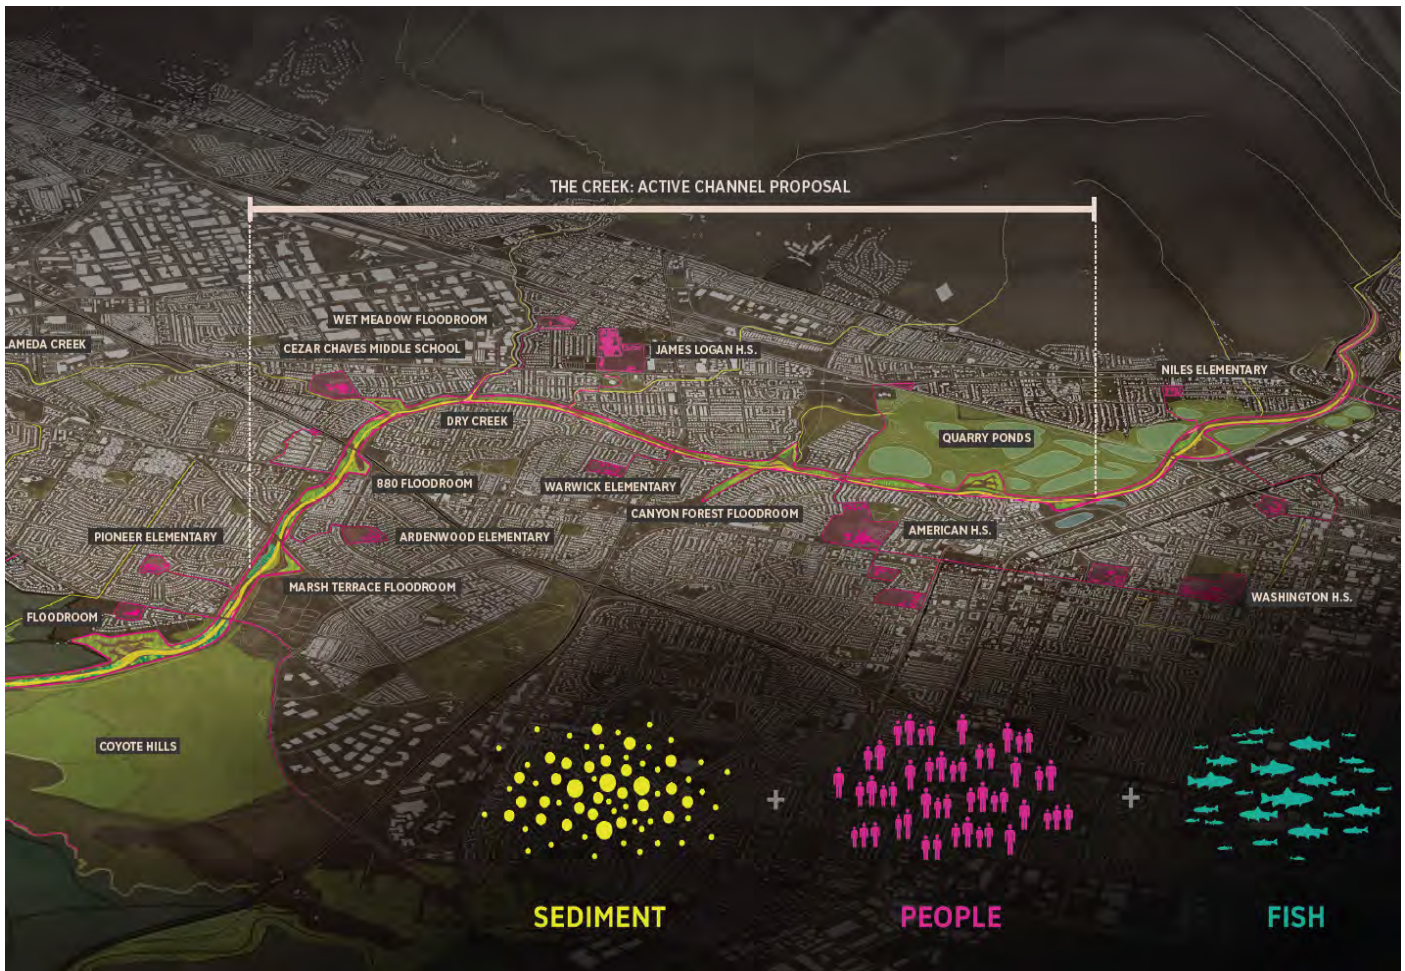 THE CREEK: ACTIVE CHANNEL PROPOSAL
WET MEADOW FLOODROOM
LAMEDA CREEK
CEZAR CHAVES MIDDLE SCHOOL
JAMES LOGAN H.S.
NILES ELEMENTARY
DRY CREEK
QUARRY PONDS
880 FLOODROOM
WARWICK ELEMENTARY
CANYON FOREST FLOODROOM
PIONEER ELEMENTARY
ARDENWOOD ELEMENTARY
AMERICAN H.S.
MARSH TERRACE FLOODROOM
WASHINGTON H.S.
FLOODROOM
COYOTE HILLS
+
+
SEDIMENT
PEOPLE
FISH